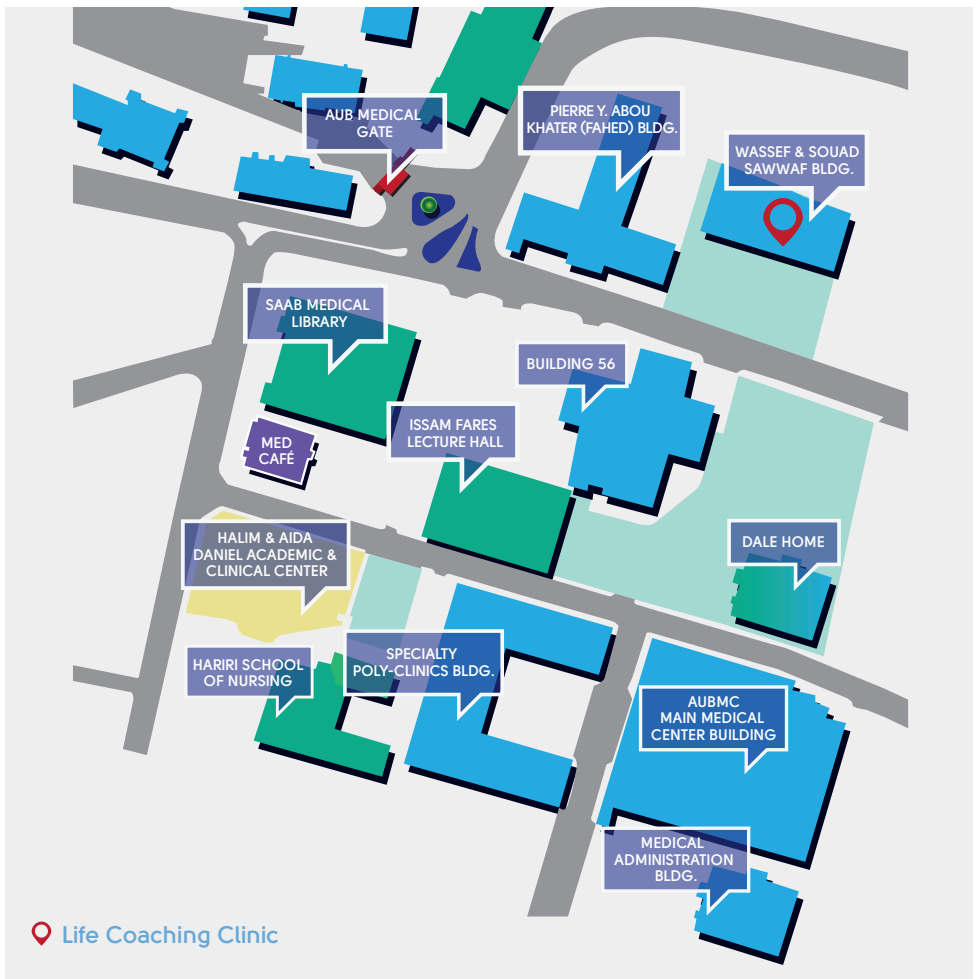 AUB MEDICAL
GATE
PIERRE Y. ABOU
KHATER (FAHED) BLDG.
WASSEF & SOUAD
SAWWAF BLDG.
SAAB MEDICAL
LIBRARY
BUILDING 56
ISSAM FARES
LECTURE HALL
MED
CAFÉ
HALIM & AIDA
DANIEL ACADEMIC &
CLINICAL CENTER
DALE HOME
HARIRI SCHOOL
OF NURSING
SPECIALTY
POLY-CLINICS BLDG.
AUBMC
MAIN MEDICAL
CENTER BUILDING
MEDICAL
ADMINISTRATION
BLDG.
Life Coaching Clinic